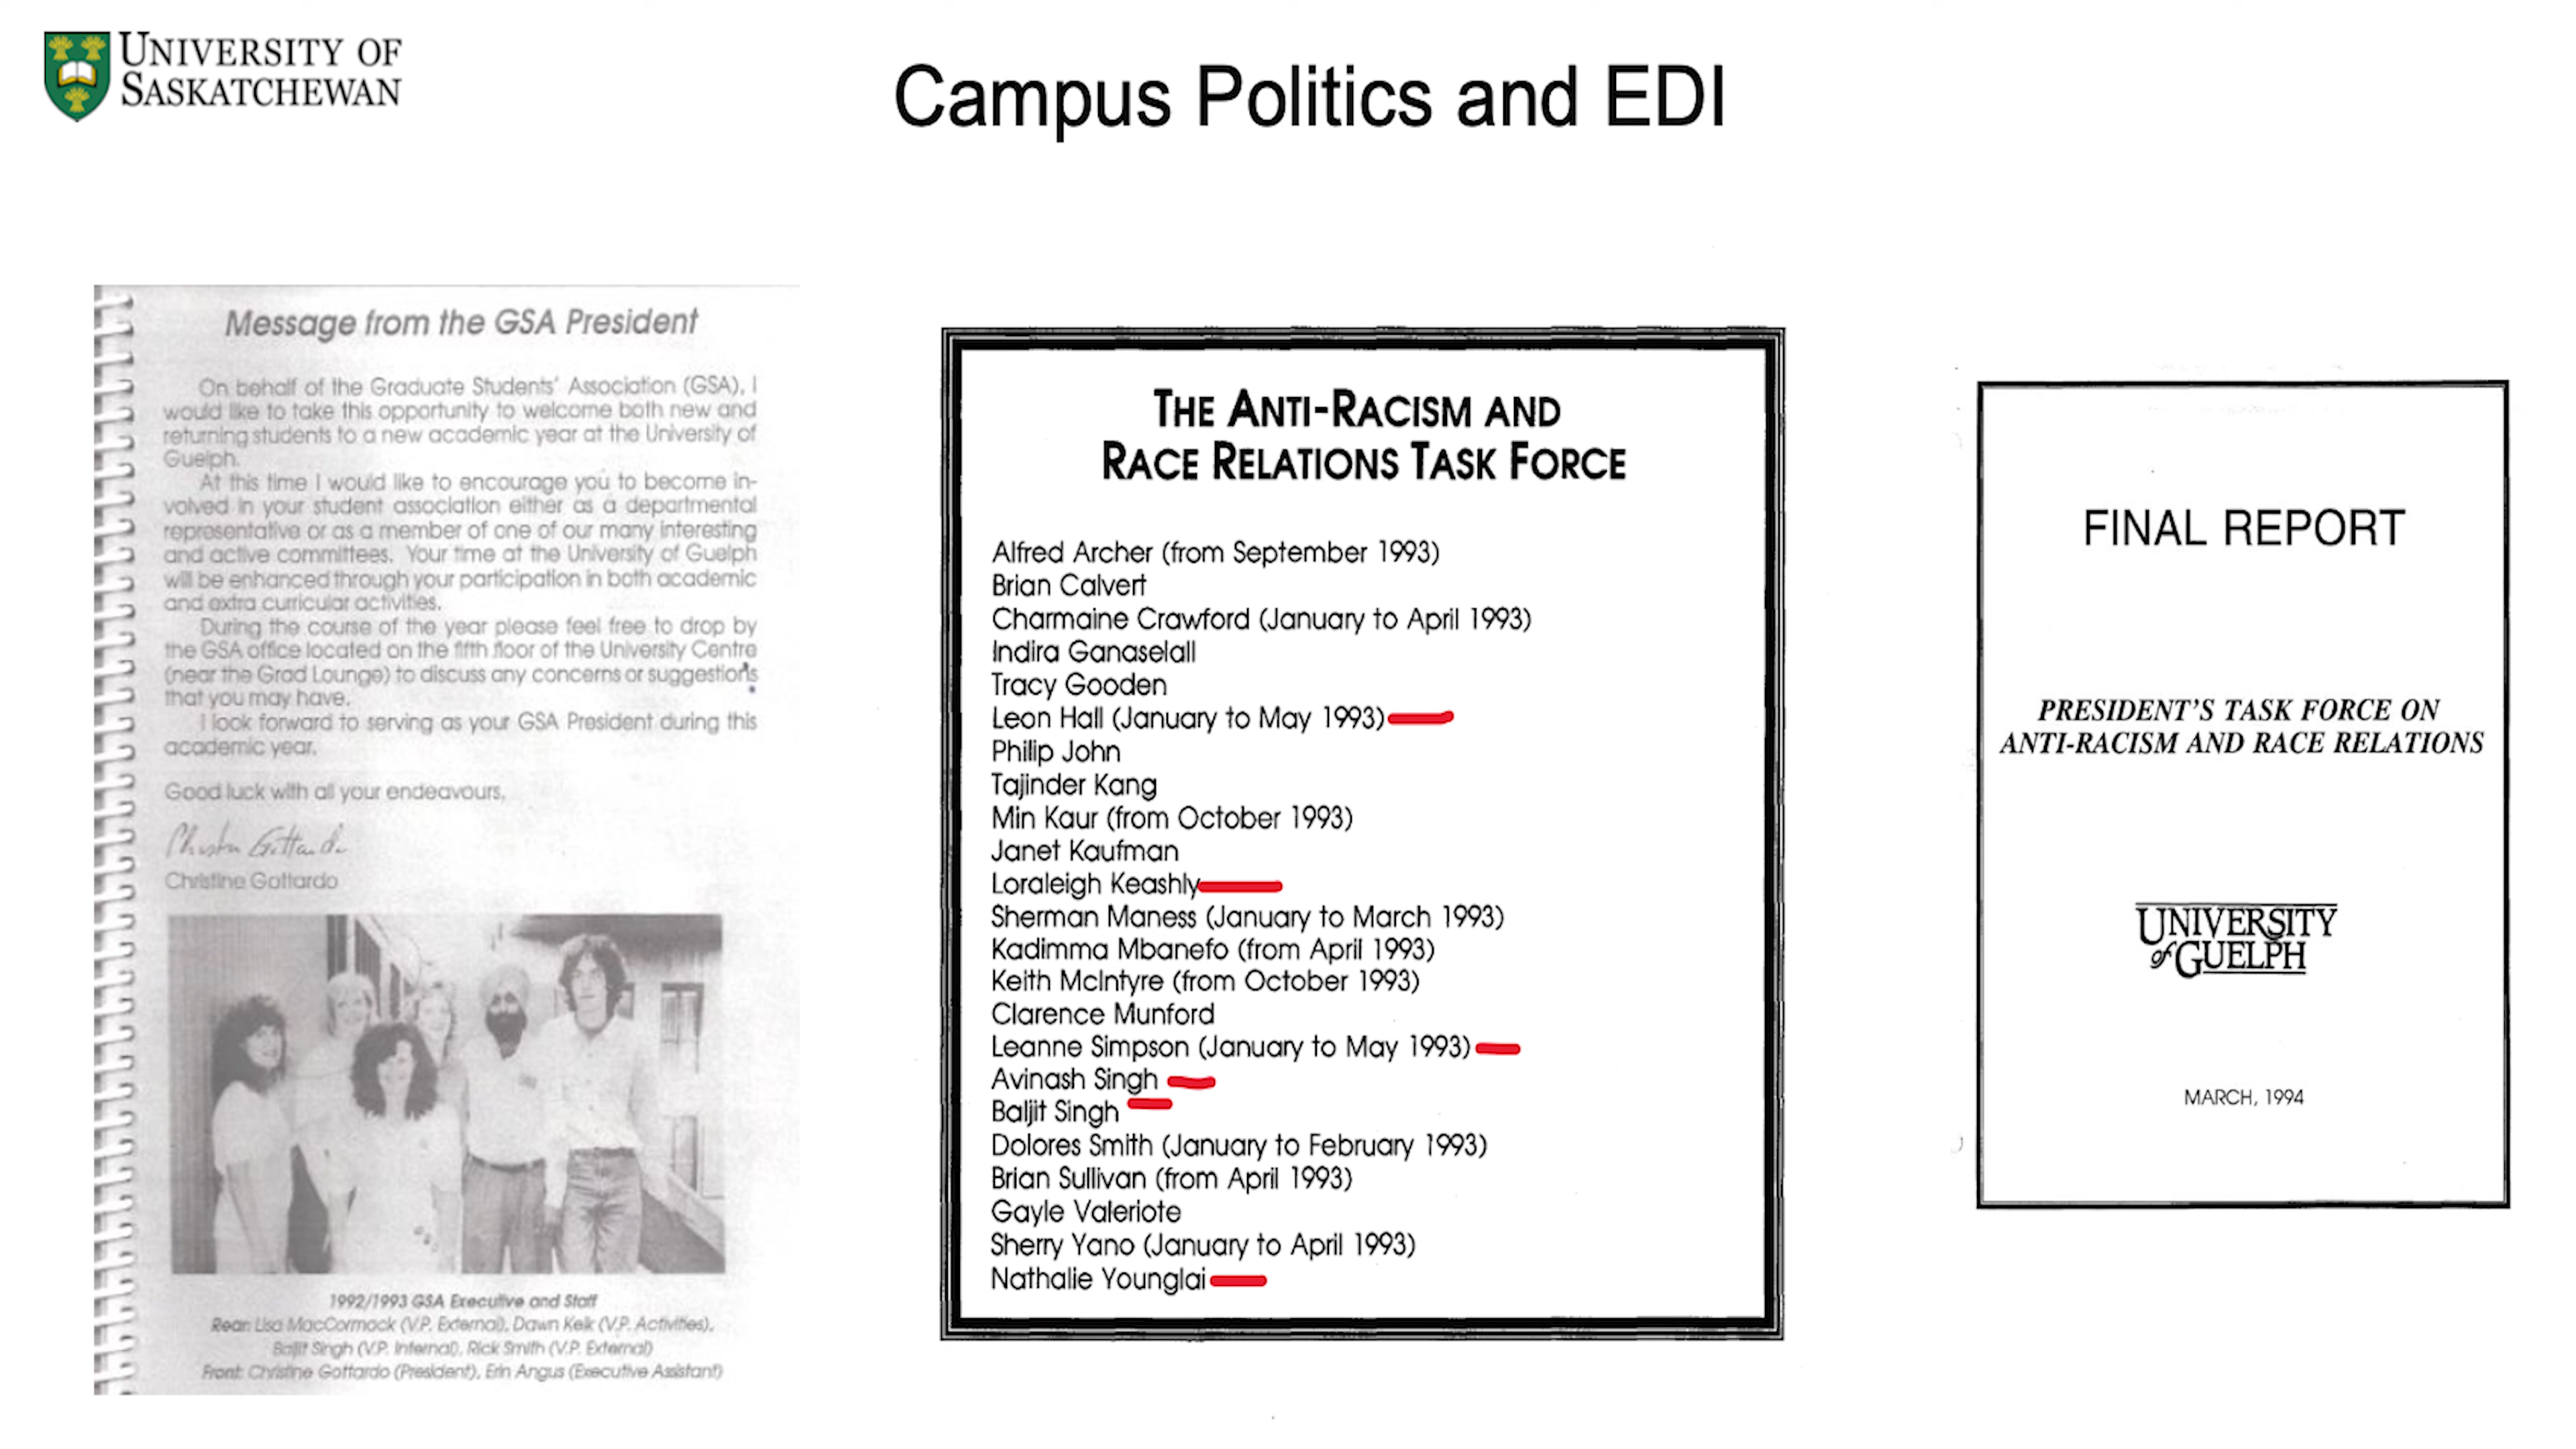 UNIVERSITY OF
SASKATCHEWAN
Campus Politics and EDI
Message from the GSA President
On behalf of the Graduate Students' Association (GSA), I
would like to take this opportunity to welcome both new and
returning students to a new academic year at the University of
Guelph.
At this time I would like to encourage you to become in-
volved in your student association either as a departmental
representative or as a member of one of our many interesting
and active committees. Your time at the University of Guelph
will be enhanced through your participation in both academic
and extra curricular activities.
During the course of the year please feel free to drop by
the GSA office located on the fifth floor of the University Centre
(near the Grad Lounge) to discuss any concerns or suggestions
that you may have.
I look forward to serving as your GSA President during this
academic year.
Good luck with all your endeavours,
Christine Gottardo
1992/1993 GSA Executive and Staff
Rear: Lisa MacCormack (V.P. External), Dawn Kelk (V.P. Activities),
Baljit Singh (V.P. Internal), Rick Smith (V.P. External)
Front: Christine Gottardo (President), Erin Angus (Executive Assistant)
THE ANTI-RACISM AND
RACE RELATIONS TASK FORCE
Alfred Archer (from September 1993)
Brian Calvert
Charmaine Crawford (January to April 1993)
Indira Ganaselall
Tracy Gooden
Leon Hall (January to May 1993)
Philip John
Tajinder Kang
Min Kaur (from October 1993)
Janet Kaufman
Loraleigh Keashly
Sherman Maness (January to March 1993)
Kadimma Mbanefo (from April 1993)
Keith McIntyre (from October 1993)
Clarence Munford
Leanne Simpson (January to May 1993)
Avinash Singh
Baljit Singh
Dolores Smith (January to February 1993)
Brian Sullivan (from April 1993)
Gayle Valeriote
Sherry Yano (January to April 1993)
Nathalie Younglai
FINAL REPORT
PRESIDENT'S TASK FORCE ON
ANTI-RACISM AND RACE RELATIONS
UNIVERSITY
of GUELPH
MARCH, 1994